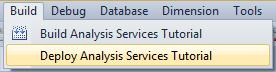 Build Debug Database Dimension Tools
Build Analysis Services Tutorial
Deploy Analysis Services Tutorial